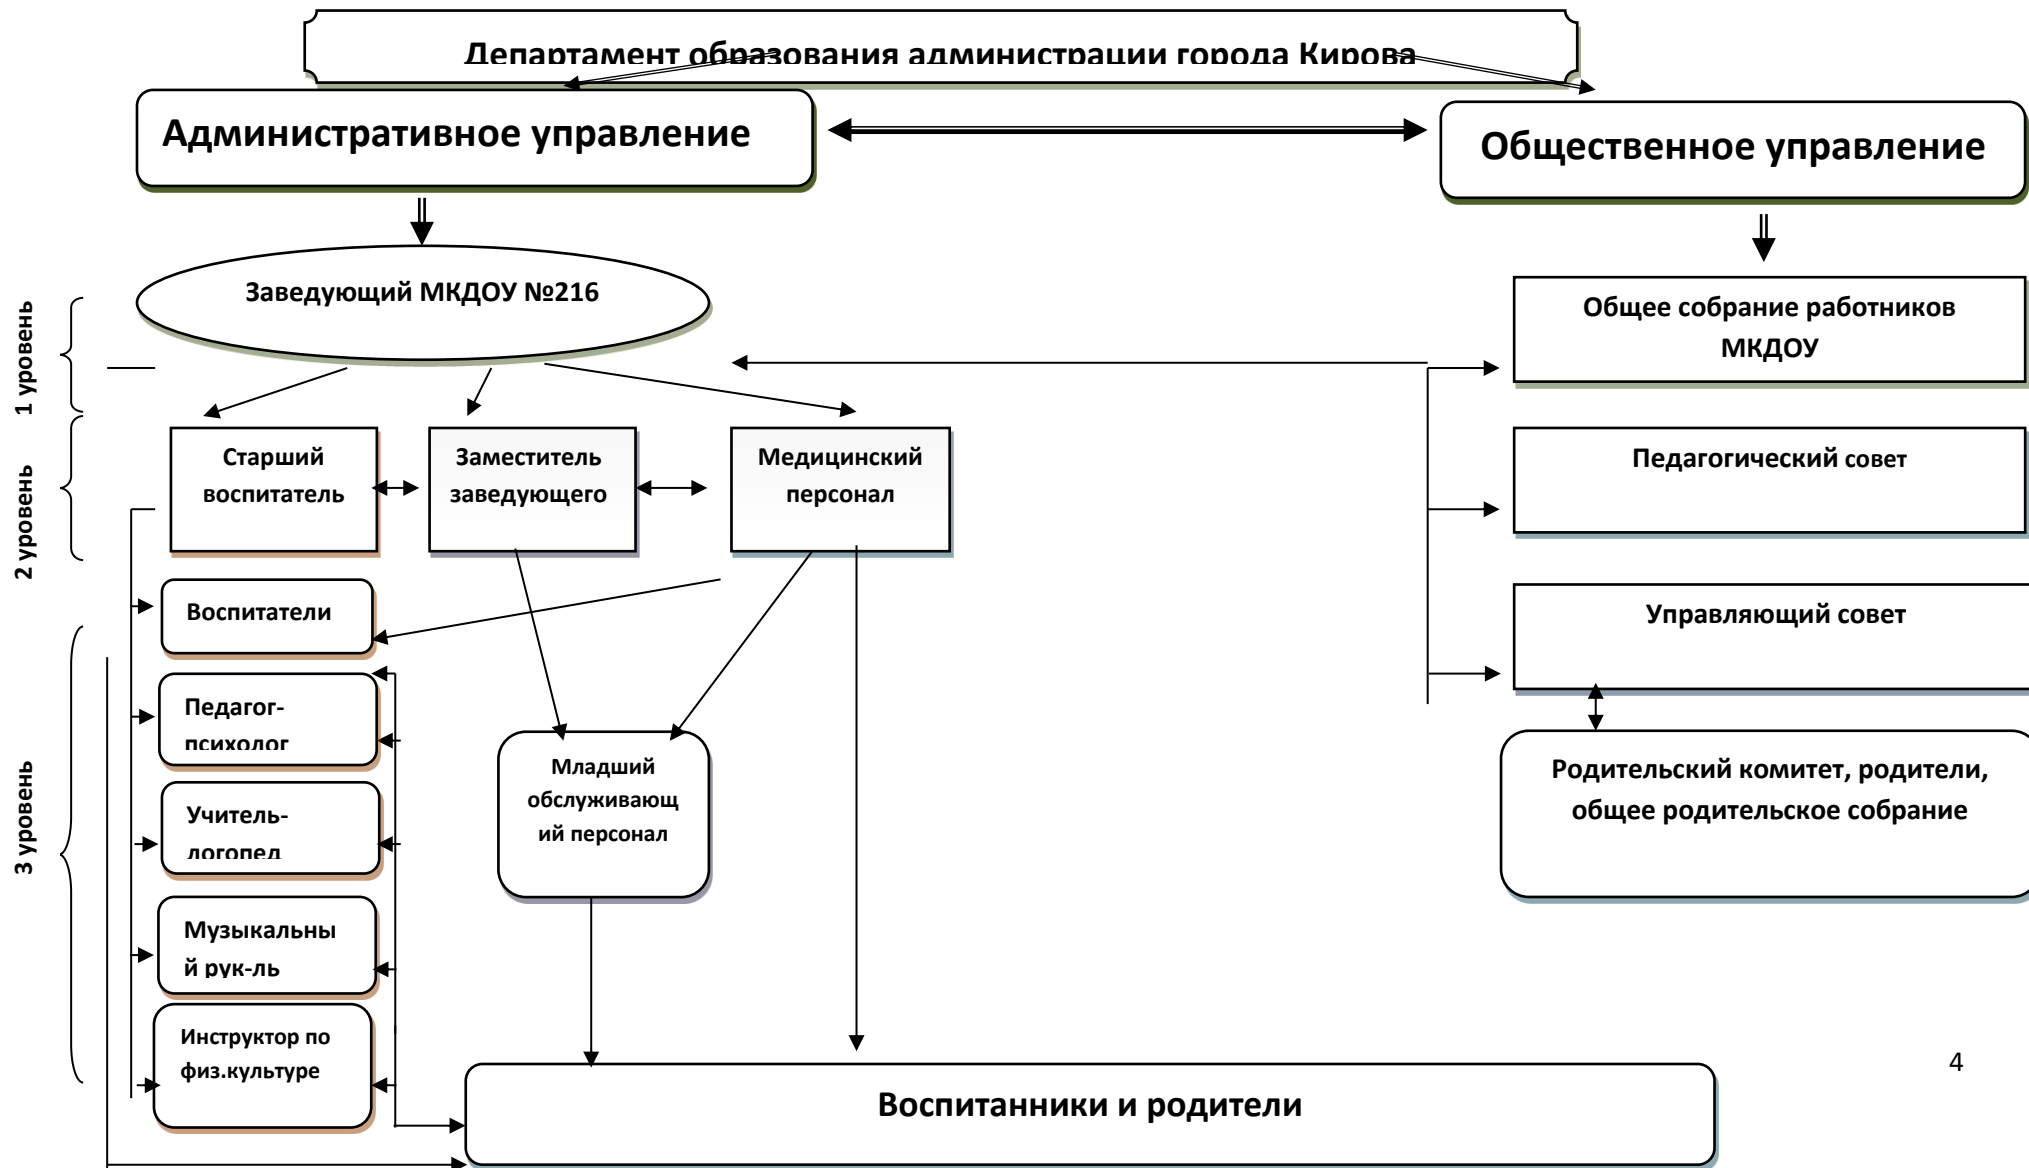 Департамент образования администрации города Кирова
Административное управление
Общественное управление
Заведующий МКДОУ №216
Общее собрание работников
МКДОУ
1 уровень
Старший
воспитатель
Заместитель
заведующего
Медицинский
персонал
Педагогический совет
2 уровень
Воспитатели
Управляющий совет
Педагог-
психолог
Младший
обслуживающ
ий персонал
Родительский комитет, родители,
общее родительское собрание
3 уровень
Учитель-
логопед
Музыкальны
й рук-ль
Инструктор по
физ.культуре
Воспитанники и родители
4